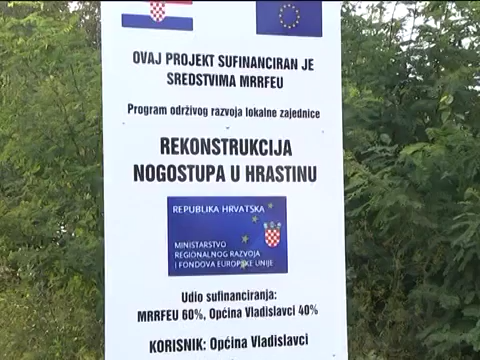 OVAJ PROJEKT SUFINANCIRAN JE
SREDSTVIMA MRRFEU
Program održivog razvoja lokalne zajednice
REKONSTRUKCIJA
NOGOSTUPA U HRASTINU
REPUBLIKA HRVATSKA
MINISTARSTVO
REGIONALNOG RAZVOJA
I FONDOVA EUROPSKE UNIJE
Udio sufinanciranja:
MRRFEU 60%, Općina Vladislavci 40%
KORISNIK: Općina Vladislavci